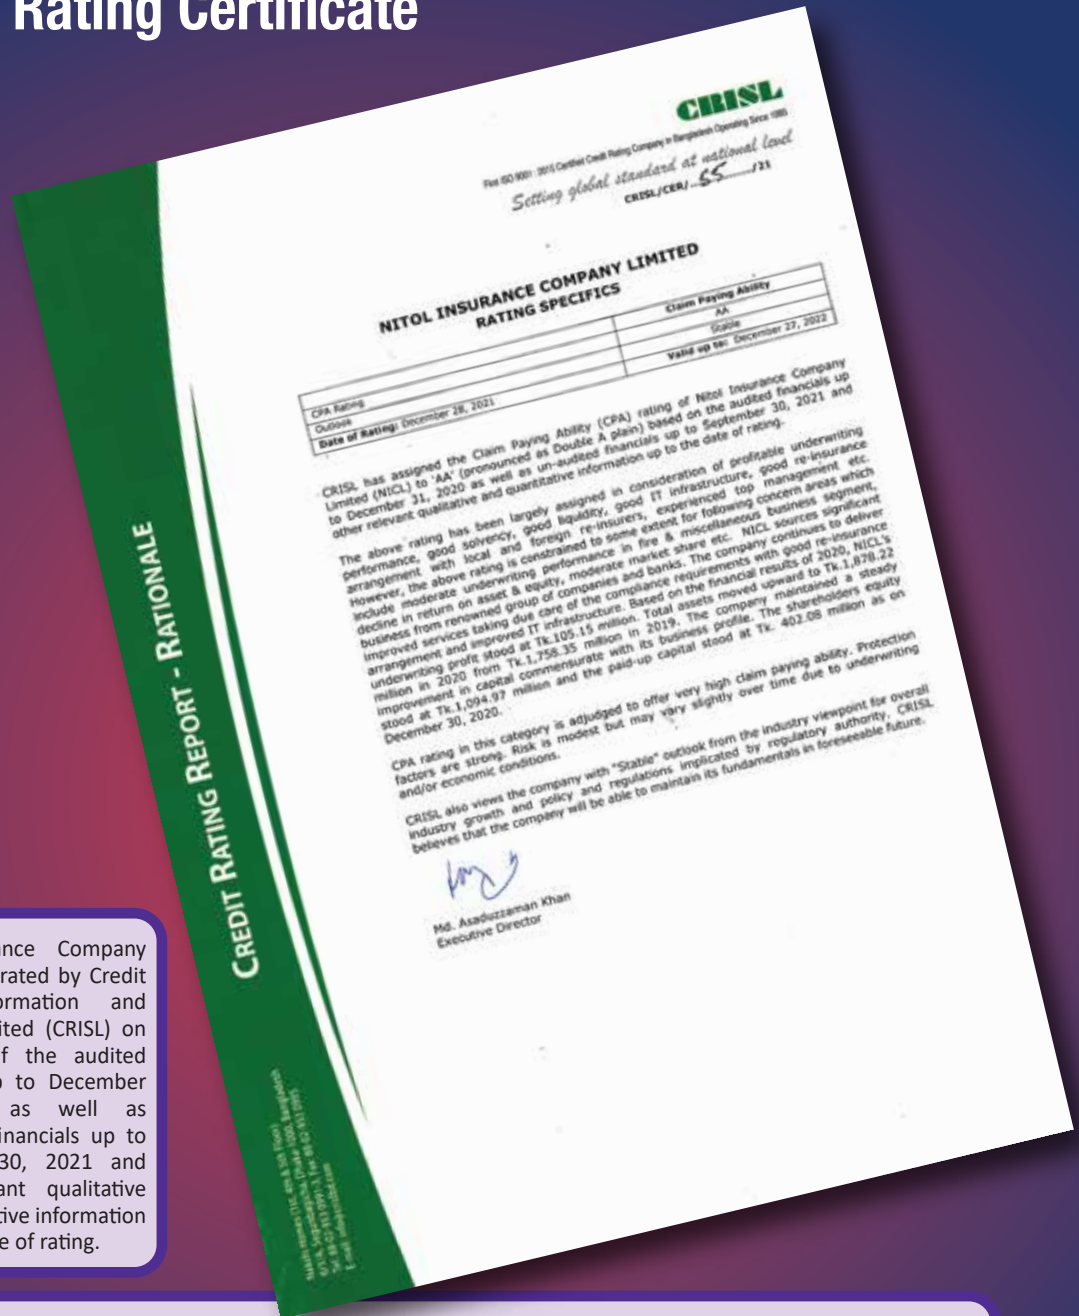 Rating Certificate
CRISL
First ISO 9001 : 2015 Certified Credit Rating Company in Bangladesh Operating Since 1995
Setting global standard at national level
CRISL/CER/ 55 /21
NITOL INSURANCE COMPANY LIMITED
RATING SPECIFICS
Claim Paying Ability
CPA Rating AA
Outlook Stable
Date of Rating: December 28, 2021 Valid up to: December 27, 2022
CRISL has assigned the Claim Paying Ability (CPA) rating of Nitol Insurance Company
Limited (NICL) to 'AA' (pronounced as Double A plain) based on the audited financials up
to December 31, 2020 as well as un-audited financials up to September 30, 2021 and
other relevant qualitative and quantitative information up to the date of rating.
The above rating has been largely assigned in consideration of profitable underwriting
performance, good solvency, good liquidity, good IT infrastructure, good re-insurance
arrangement with local and foreign re-insurers, experienced top management etc.
However, the above rating is constrained to some extent for following concern areas which
include moderate underwriting performance in fire & miscellaneous business segment,
decline in return on asset & equity, moderate market share etc. NICL sources significant
business from renowned group of companies and banks. The company continues to deliver
improved services taking due care of the compliance requirements with good re-insurance
arrangement and improved IT infrastructure. Based on the financial results of 2020, NICL's
underwriting profit stood at Tk.105.15 million. Total assets moved upward to Tk.1,878.22
million in 2020 from Tk.1,758.35 million in 2019. The company maintained a steady
improvement in capital commensurate with its business profile. The shareholders equity
stood at Tk.1,094.97 million and the paid-up capital stood at Tk. 402.08 million as on
December 30, 2020.
CPA rating in this category is adjudged to offer very high claim paying ability. Protection
factors are strong. Risk is modest but may vary slightly over time due to underwriting
and/or economic conditions.
CRISL also views the company with "Stable" outlook from the industry viewpoint for overall
industry growth and policy and regulations implicated by regulatory authority. CRISL
believes that the company will be able to maintain its fundamentals in foreseeable future.
Md. Asaduzzaman Khan
Executive Director
CREDIT RATING REPORT - RATIONALE
nce Company
rated by Credit
ormation and
ited (CRISL) on
f the audited
p to December
as well as
inancials up to
30, 2021 and
ant qualitative
tive information
e of rating.